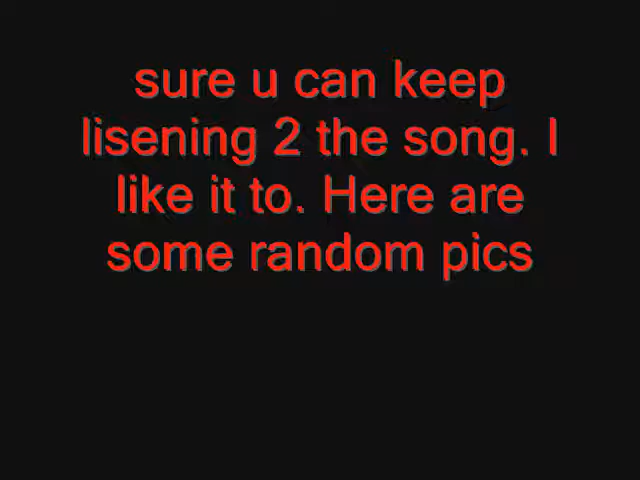 sure u can keep
lisening 2 the song. I
like it to. Here are
some random pics